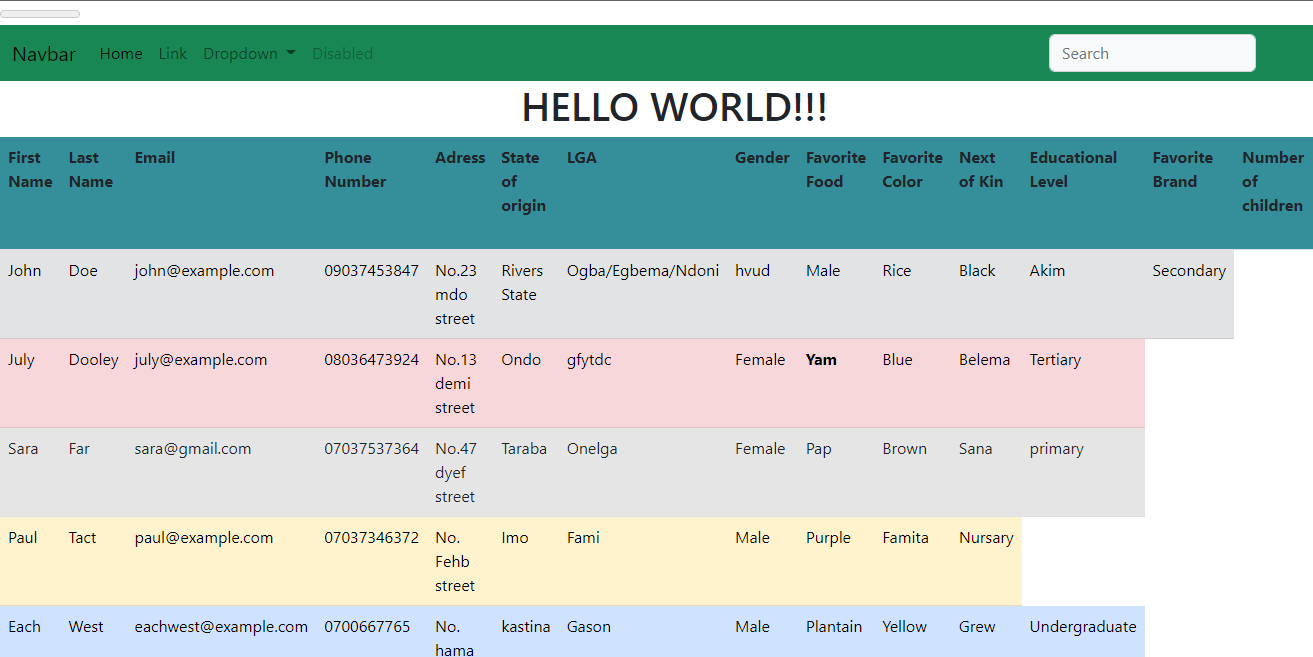 Navbar Home Link Dropdown Disabled Search
HELLO WORLD!!!
First Name Last Name Email Phone Number Adress State of origin LGA Gender Favorite Food Favorite Color Next of Kin Educational Level Favorite Brand Number of children
John Doe john@example.com 09037453847 No.23 mdo street Rivers State Ogba/Egbema/Ndoni hvud Male Rice Black Akim Secondary
July Dooley july@example.com 08036473924 No.13 demi street Ondo gfytdc Female Yam Blue Belema Tertiary
Sara Far sara@gmail.com 07037537364 No.47 dyef street Taraba Onelga Female Pap Brown Sana primary
Paul Tact paul@example.com 07037346372 No. Fehb street Imo Fami Male Purple Famita Nursary
Each West eachwest@example.com 0700667765 No. hama kastina Gason Male Plantain Yellow Grew Undergraduate